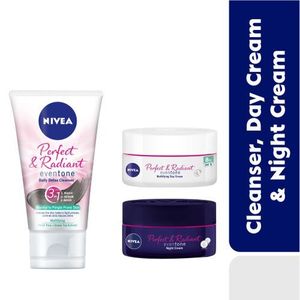 NIVEA
Perfect
& Radiant
eventone
Daily Detox Cleanser
3in1
Mattifying
NIVEA
Perfect & Radiant
eventone
Mattifying Day Cream
NIVEA
Perfect & Radiant
eventone
Night Cream
Cleanser, Day Cream
& Night Cream